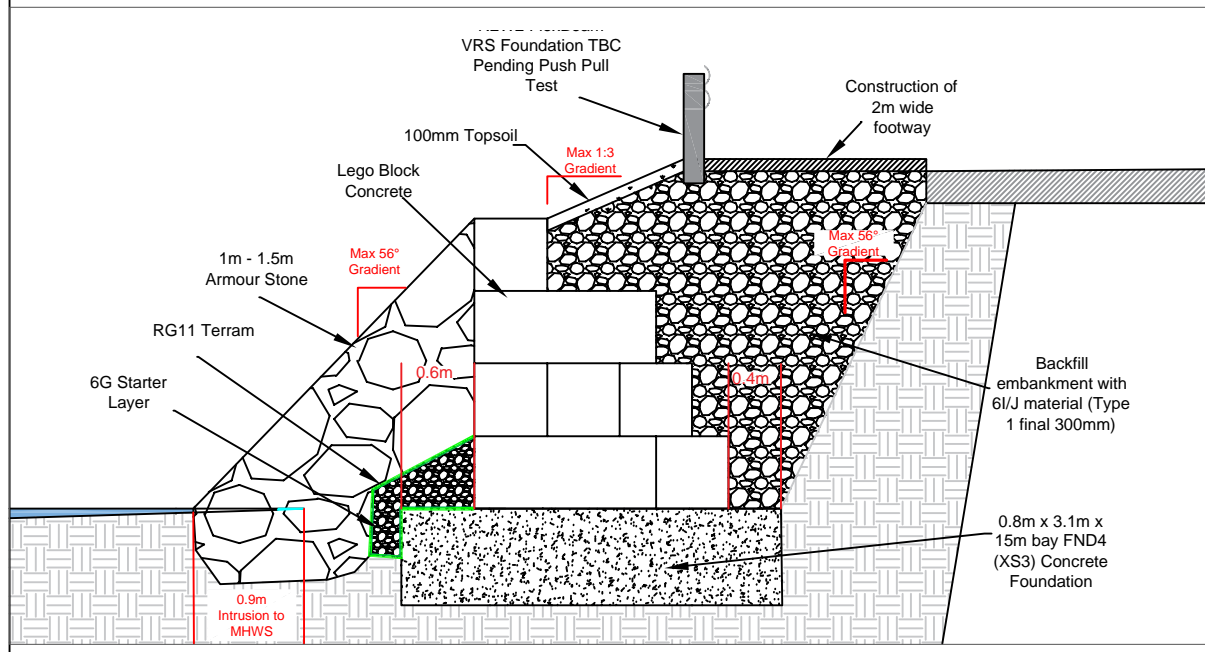 VRS Foundation TBC
Pending Push Pull
Test
Construction of
2m wide
footway
100mm Topsoil
Max 1:3
Gradient
Lego Block
Concrete
Max 56°
Gradient
1m - 1.5m
Armour Stone
Max 56°
Gradient
RG11 Terram
0.6m
0.4m
6G Starter
Layer
Backfill
embankment with
6I/J material (Type
1 final 300mm)
0.8m x 3.1m x
15m bay FND4
(XS3) Concrete
Foundation
0.9m
Intrusion to
MHWS